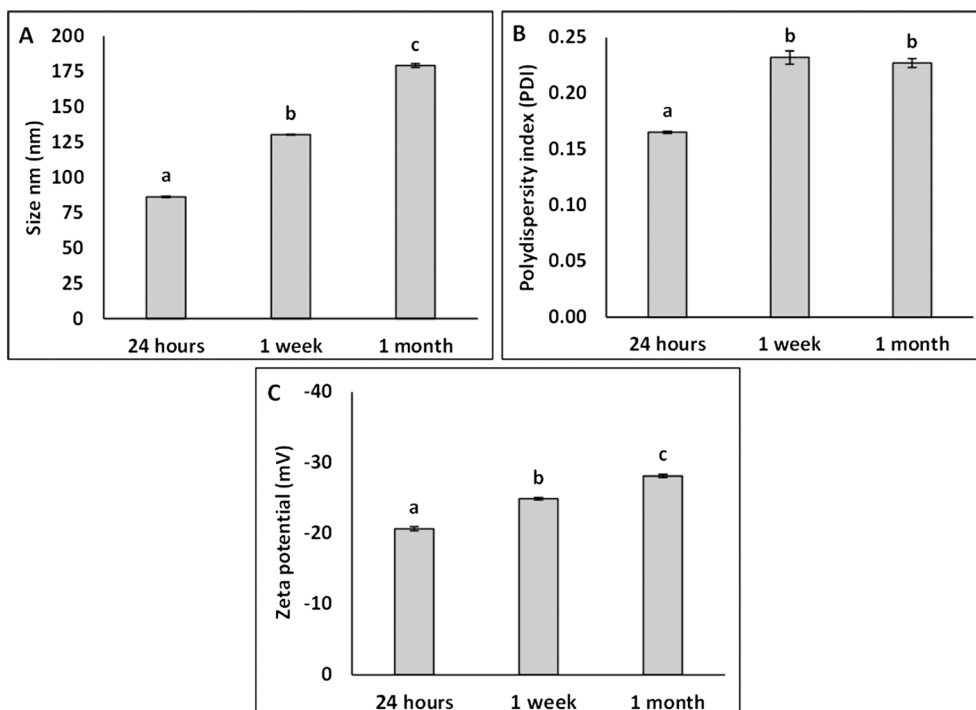 A
Size nm (nm)
200
175
150
125
100
75
50
25
0
a
b
c
24 hours 1 week 1 month
B
Polydispersity index (PDI)
0.25
0.20
0.15
0.10
0.05
0.00
a
b
b
24 hours 1 week 1 month
C
Zeta potential (mV)
-40
-30
-20
-10
0
a
b
c
24 hours 1 week 1 month